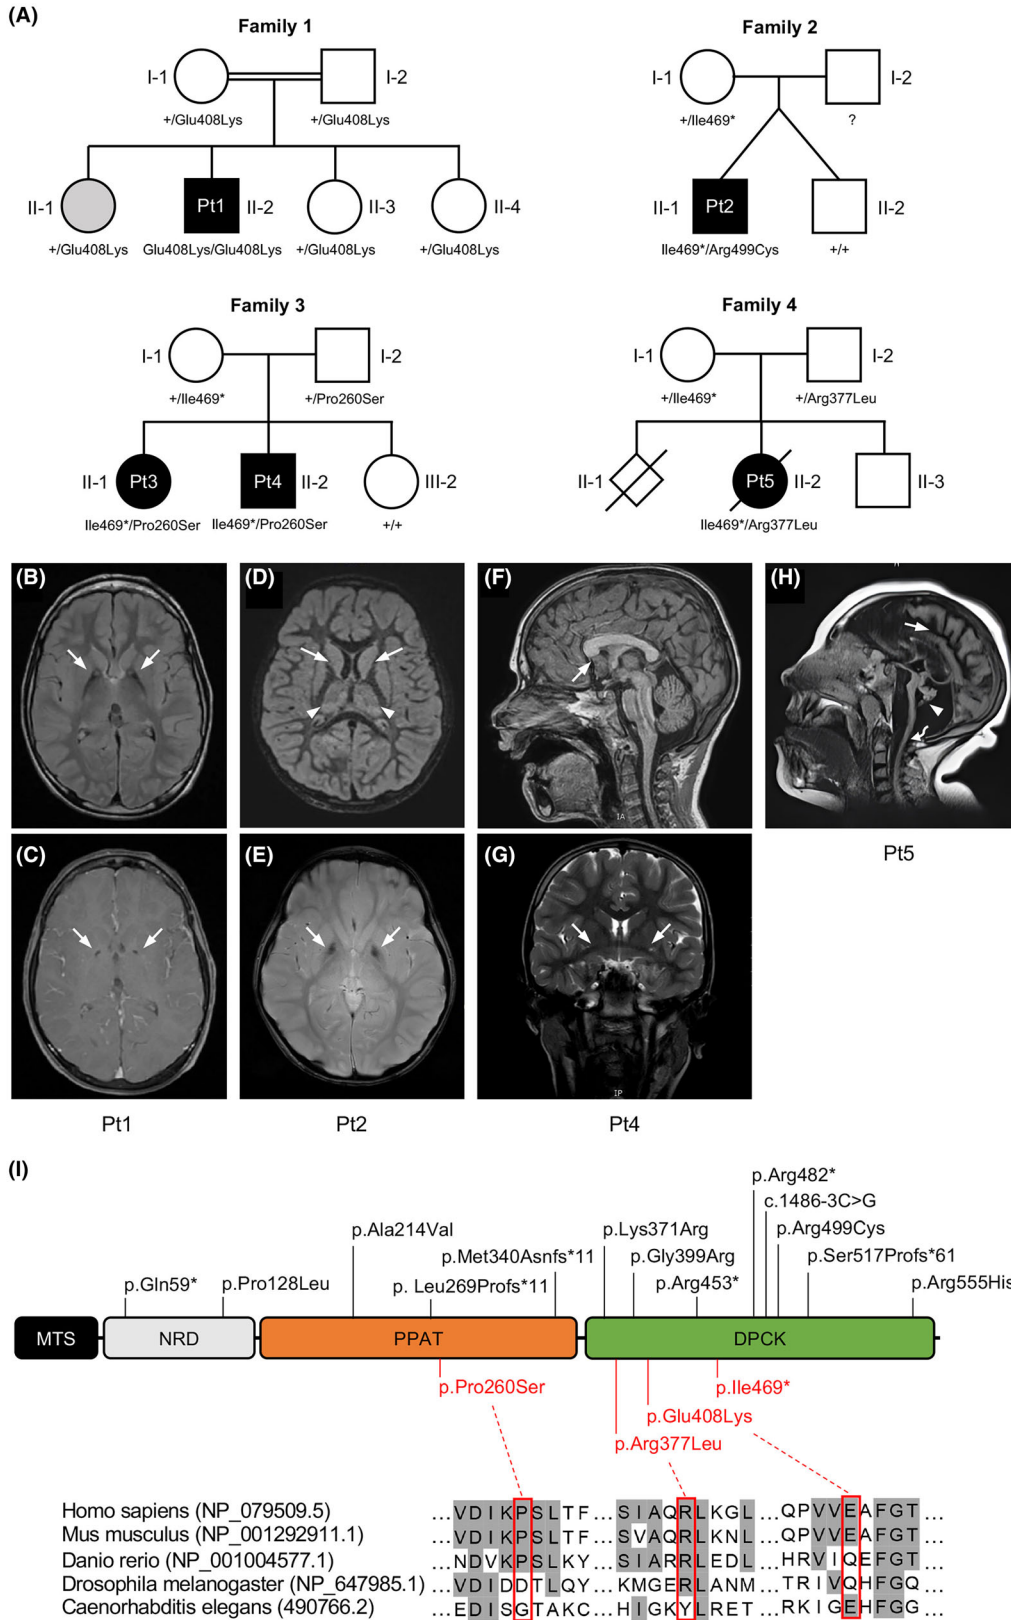 (A)
Family 1
Family 2
I-1
I-2
I-1
I-2
+/Glu408Lys
+/Glu408Lys
+/Ile469*
?
II-1
Pt1
II-2
II-3
II-4
II-1
Pt2
II-2
+/Glu408Lys
Glu408Lys/Glu408Lys
+/Glu408Lys
+/Glu408Lys
Ile469*/Arg499Cys
+/+
Family 3
Family 4
I-1
I-2
I-1
I-2
+/Ile469*
+/Pro260Ser
+/Ile469*
+/Arg377Leu
II-1
Pt3
Pt4
II-2
III-2
II-1
Pt5
II-2
II-3
Ile469*/Pro260Ser
Ile469*/Pro260Ser
+/+
Ile469*/Arg377Leu
(B)
(D)
(F)
(H)
IA
Pt5
(C)
(E)
(G)
IP
Pt1
Pt2
Pt4
(I)
p.Arg482*
c.1486-3C>G
p.Ala214Val
p.Lys371Arg
p.Arg499Cys
p.Met340Asnfs*11
p.Gly399Arg
p.Ser517Profs*61
p.Gln59*
p.Pro128Leu
p. Leu269Profs*11
p.Arg453*
p.Arg555His
MTS
NRD
PPAT
DPCK
p.Pro260Ser
p.Ile469*
p.Glu408Lys
p.Arg377Leu
Homo sapiens (NP_079509.5) ...VDIKPSLTF...SIAQRLKGL...QPVVEAFGT...
Mus musculus (NP_001292911.1) ...VDIKPSLTF...SVAQRLKNL...QPVVEAFGT...
Danio rerio (NP_001004577.1) ...NDVKPSLKY...SIARRLEDL...HRVIQEFGT...
Drosophila melanogaster (NP_647985.1) ...VDIDDTLQY...KMGERLANM...TRIVQHFGQ...
Caenorhabditis elegans (490766.2) ...EDISGTAKC...HIGKYLRET...RKIGEHFGG...